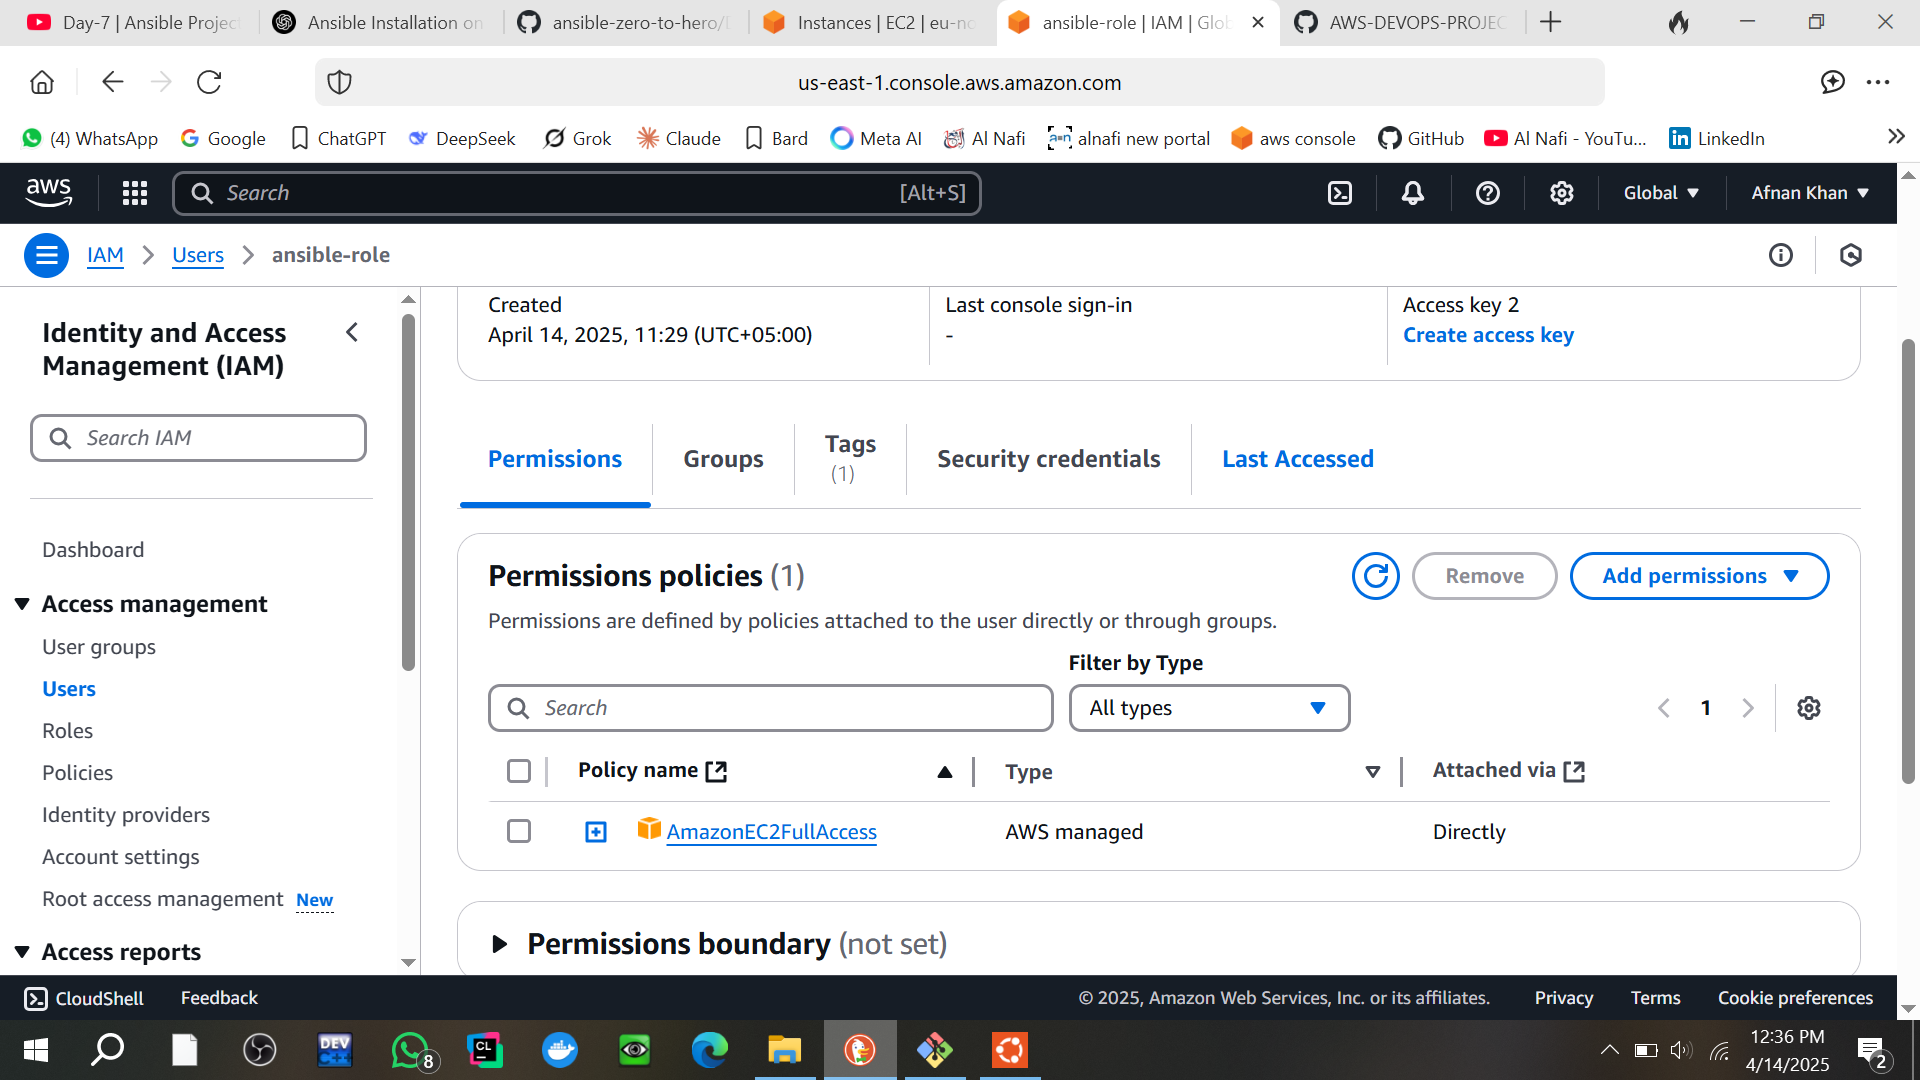 Day-7 | Ansible Project
Ansible Installation on
ansible-zero-to-hero/D
Instances | EC2 | eu-no
ansible-role | IAM | Glob
AWS-DEVOPS-PROJEC
us-east-1.console.aws.amazon.com
(4) WhatsApp
Google
ChatGPT
DeepSeek
Grok
Claude
Bard
Meta AI
Al Nafi
alnafi new portal
aws console
GitHub
Al Nafi - YouTu...
LinkedIn
aws
Search
[Alt+S]
Global
Afnan Khan
IAM
Users
ansible-role
Identity and Access
Management (IAM)
Search IAM
Dashboard
Access management
User groups
Users
Roles
Policies
Identity providers
Account settings
Root access management New
Access reports
Created
April 14, 2025, 11:29 (UTC+05:00)
Last console sign-in
-
Access key 2
Create access key
Permissions
Groups
Tags
(1)
Security credentials
Last Accessed
Permissions policies (1)
Remove
Add permissions
Permissions are defined by policies attached to the user directly or through groups.
Filter by Type
Search
All types
1
Policy name
Type
Attached via
AmazonEC2FullAccess
AWS managed
Directly
Permissions boundary (not set)
CloudShell
Feedback
© 2025, Amazon Web Services, Inc. or its affiliates.
Privacy
Terms
Cookie preferences
DEV
C++
8
CL
12:36 PM
4/14/2025
2